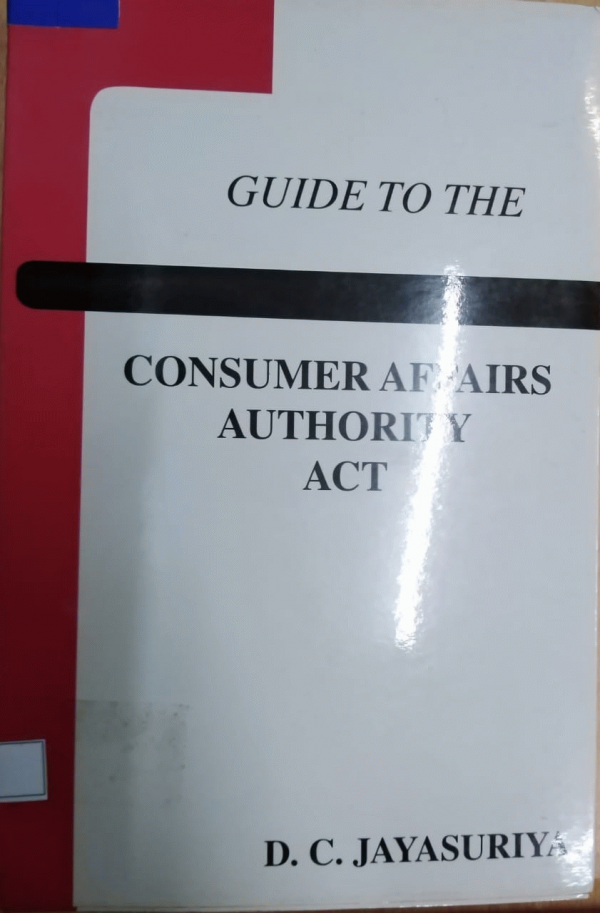 GUIDE TO THE
CONSUMER AFFAIRS
AUTHORITY
ACT
D. C. JAYASURIYA